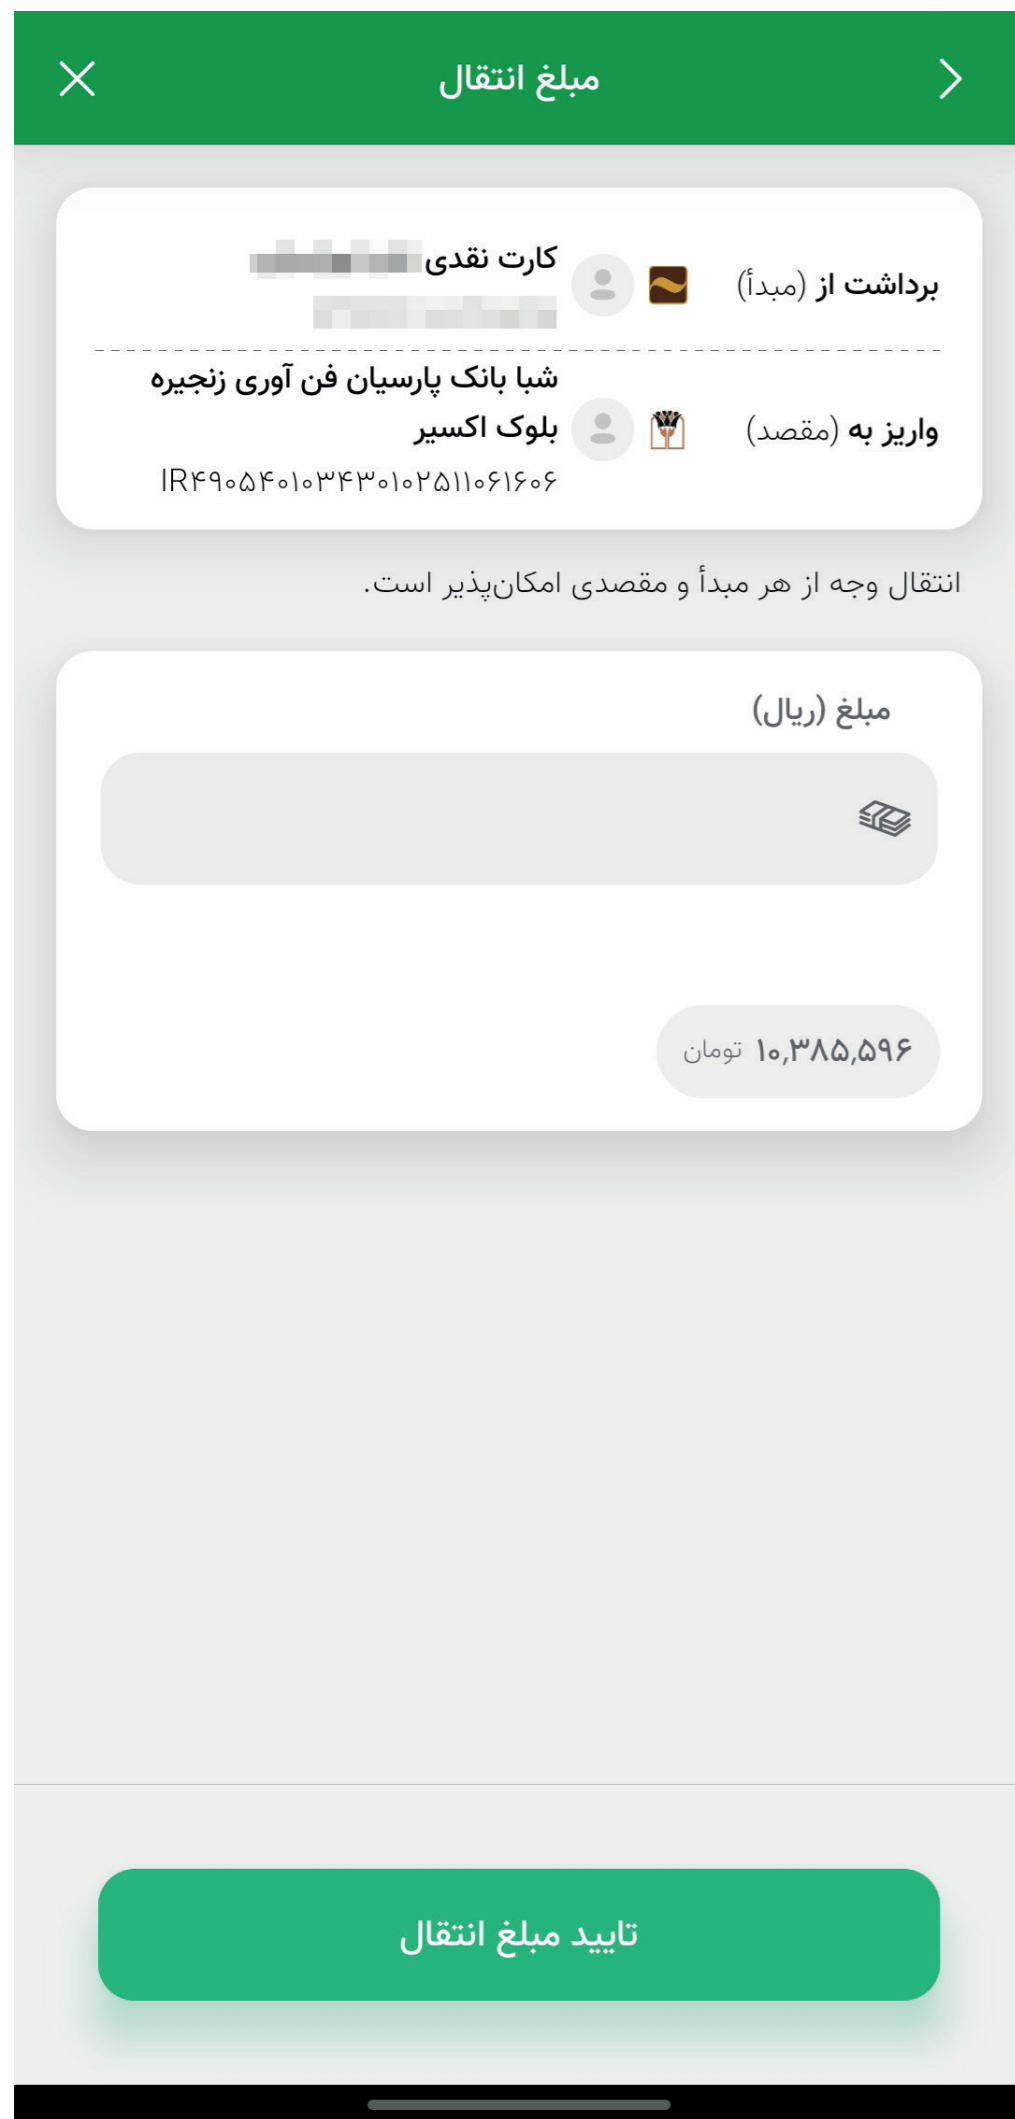 مبلغ انتقال
برداشت از (مبدأ)
کارت نقدی
واریز به (مقصد)
شبا بانک پارسیان فن آوری زنجیره
بلوک اکسیر
IR۴۹۰۵۴۰۱۰۳۴۳۰۱۰۲۵۱۱۰۶۱۶۰۶
انتقال وجه از هر مبدأ و مقصدی امکان‌پذیر است.
مبلغ (ریال)
۱۰,۳۸۵,۵۹۶ تومان
تایید مبلغ انتقال